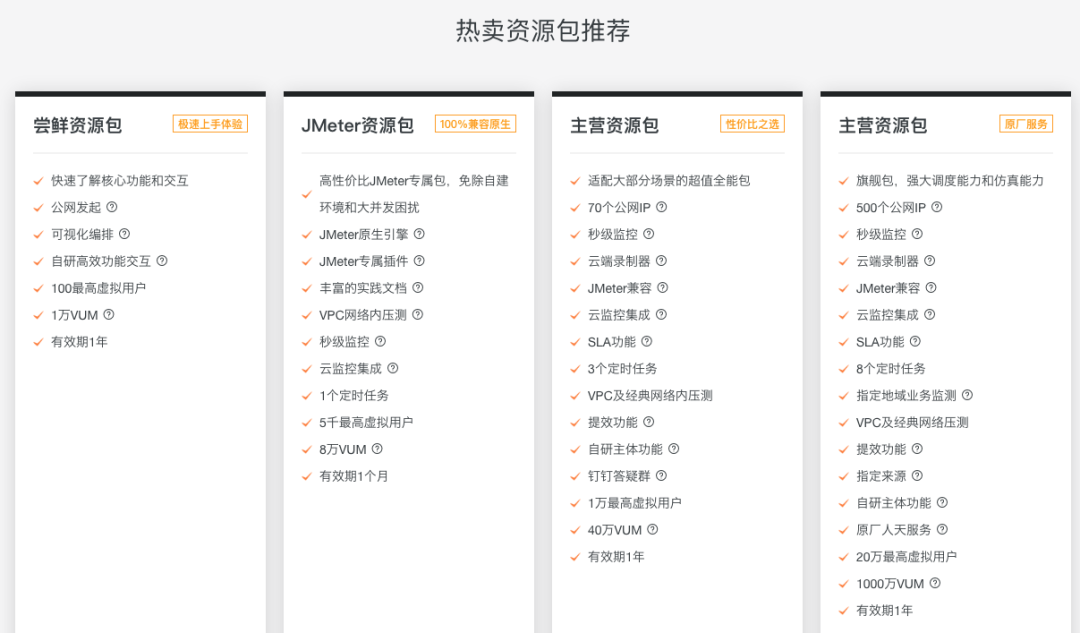 热卖资源包推荐
尝鲜资源包
极速上手体验
快速了解核心功能和交互
公网发起
可视化编排
自研高效功能交互
100最高虚拟用户
1万VUM
有效期1年
JMeter资源包
100%兼容原生
高性价比JMeter专属包，免除自建
环境和大并发困扰
JMeter原生引擎
JMeter专属插件
丰富的实践文档
VPC网络内压测
秒级监控
云监控集成
1个定时任务
5千最高虚拟用户
8万VUM
有效期1个月
主营资源包
性价比之选
适配大部分场景的超值全能包
70个公网IP
秒级监控
云端录制器
JMeter兼容
云监控集成
SLA功能
3个定时任务
VPC及经典网络内压测
提效功能
自研主体功能
钉钉答疑群
1万最高虚拟用户
40万VUM
有效期1年
主营资源包
原厂服务
旗舰包，强大调度能力和仿真能力
500个公网IP
秒级监控
云端录制器
JMeter兼容
云监控集成
SLA功能
8个定时任务
指定地域业务监测
VPC及经典网络压测
提效功能
指定来源
自研主体功能
原厂人天服务
20万最高虚拟用户
1000万VUM
有效期1年